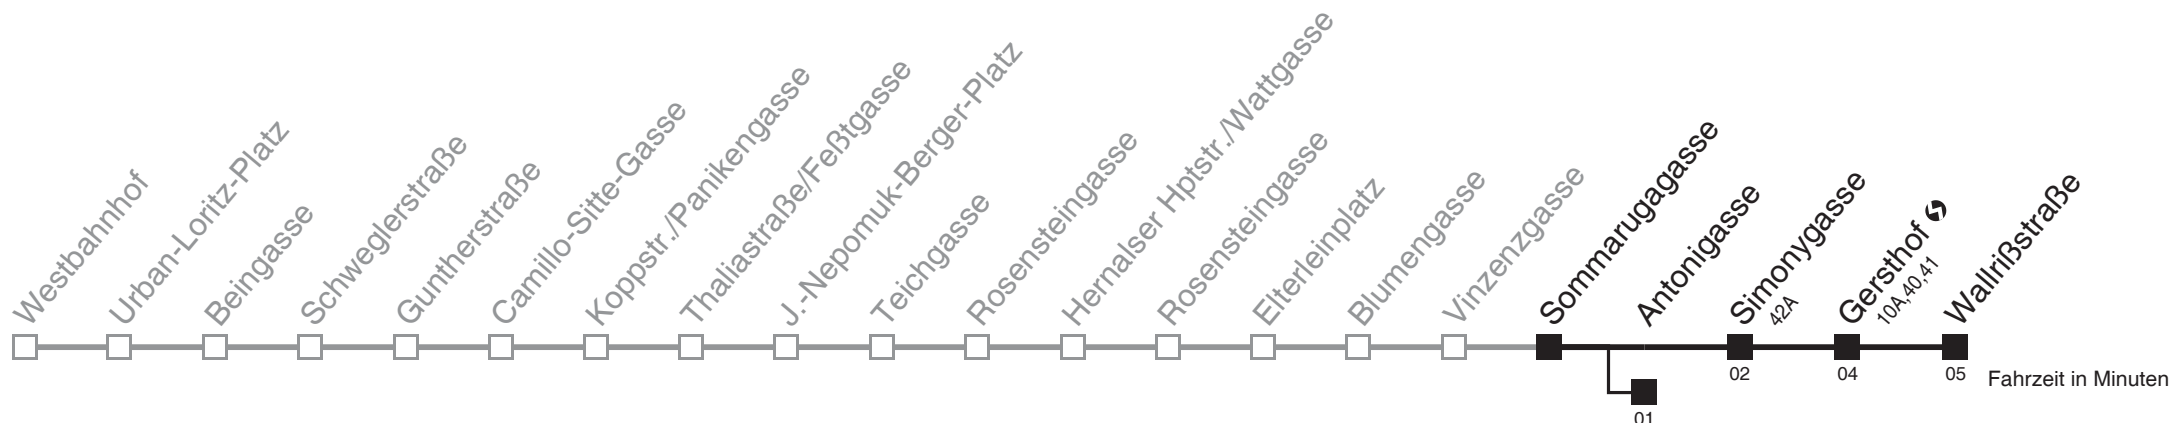 Westbahnhof
Urban-Loritz-Platz
Beingasse
Schweglerstraße
Guntherstraße
Camillo-Sitte-Gasse
Koppstr./Panikengasse
Thaliastraße/Feßtgasse
J.-Nepomuk-Berger-Platz
Teichgasse
Rosensteingasse
Hernalser Hptstr./Wattgasse
Rosensteingasse
Elterleinplatz
Blumengasse
Vinzenzgasse
Sommarugagasse
Antonigasse
Simonygasse
42A
Gersthof
10A,40,41
Wallrißstraße
02
04
05
Fahrzeit in Minuten
01